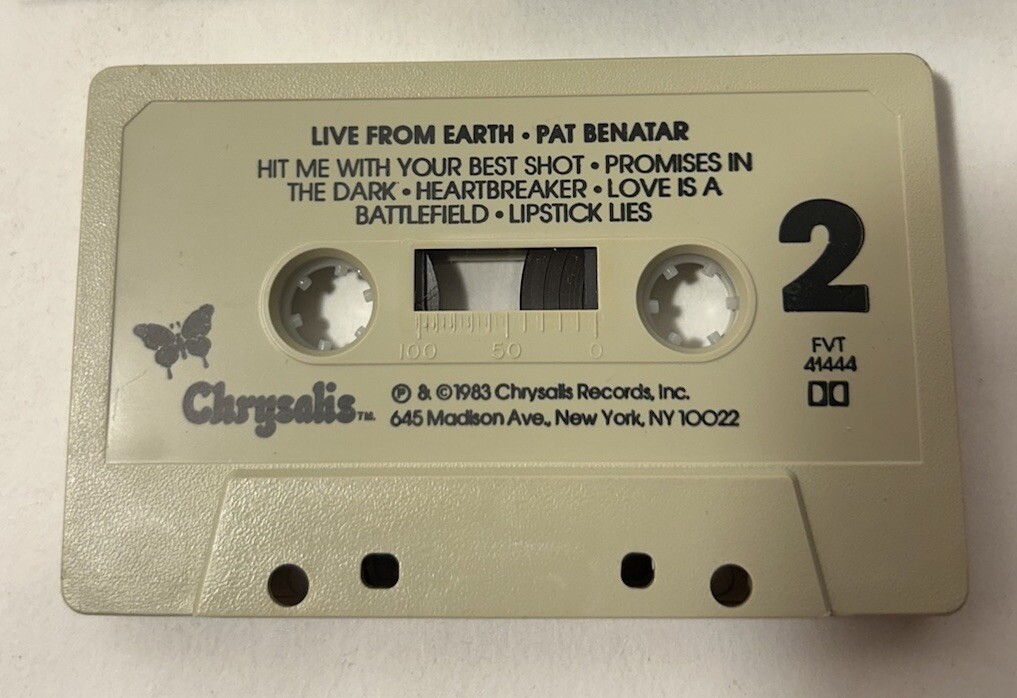 LIVE FROM EARTH • PAT BENATAR
HIT ME WITH YOUR BEST SHOT • PROMISES IN
THE DARK • HEARTBREAKER • LOVE IS A
BATTLEFIELD • LIPSTICK LIES
2
100 50 0
FVT
41444
Chrysalis TM.
℗ & © 1983 Chrysalis Records, Inc.
645 Madison Ave., New York, NY 10022